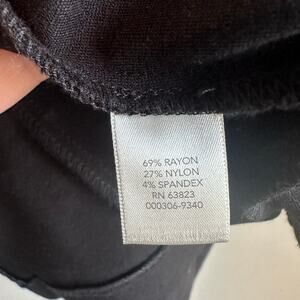 69% RAYON
27% NYLON
4% SPANDEX
RN 63823
000306-9340